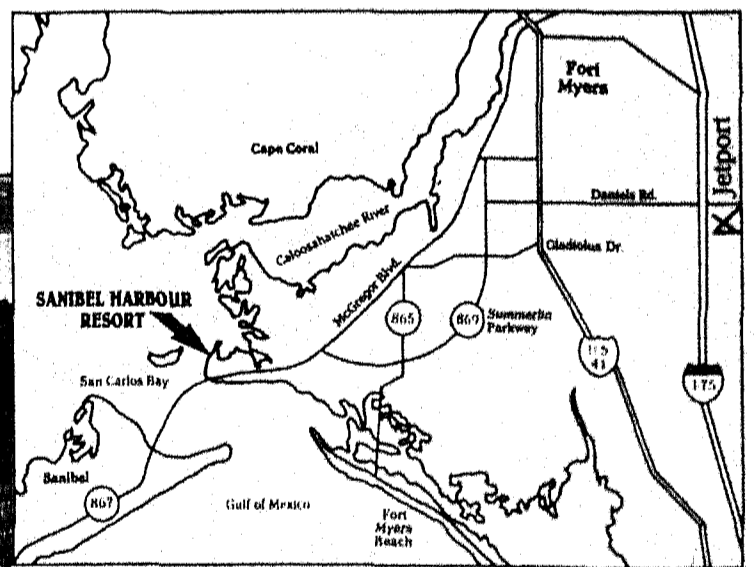 Fort
Myers
Jetport
Cape Coral
Daniels Rd.
Caloosahatchee River
Gladiolus Dr.
McGregor Blvd.
SANIBEL HARBOUR
RESORT
865
869
Summerlin
Parkway
US
41
I-75
San Carlos Bay
Sanibel
867
Gulf of Mexico
Fort
Myers
Beach